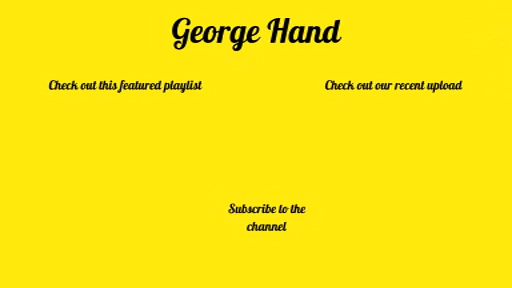 George Hand
Check out this featured playlist
Check out our recent upload
Subscribe to the
channel